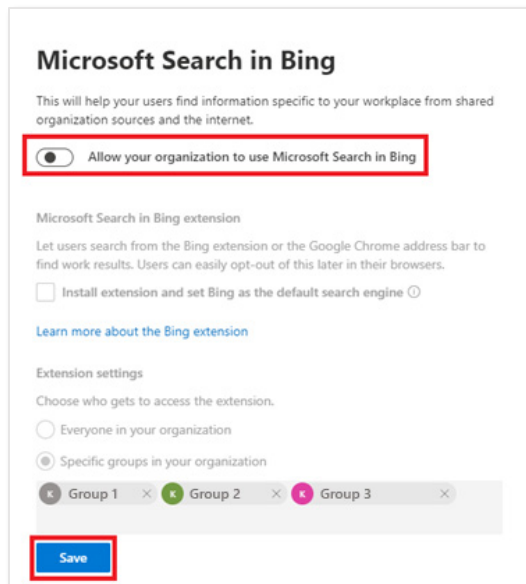 Microsoft Search in Bing
This will help your users find information specific to your workplace from shared
organization sources and the internet.
Allow your organization to use Microsoft Search in Bing
Microsoft Search in Bing extension
Let users search from the Bing extension or the Google Chrome address bar to
find work results. Users can easily opt-out of this later in their browsers.
Install extension and set Bing as the default search engine
Learn more about the Bing extension
Extension settings
Choose who gets to access the extension.
Everyone in your organization
Specific groups in your organization
K Group 1 K Group 2 K Group 3
Save